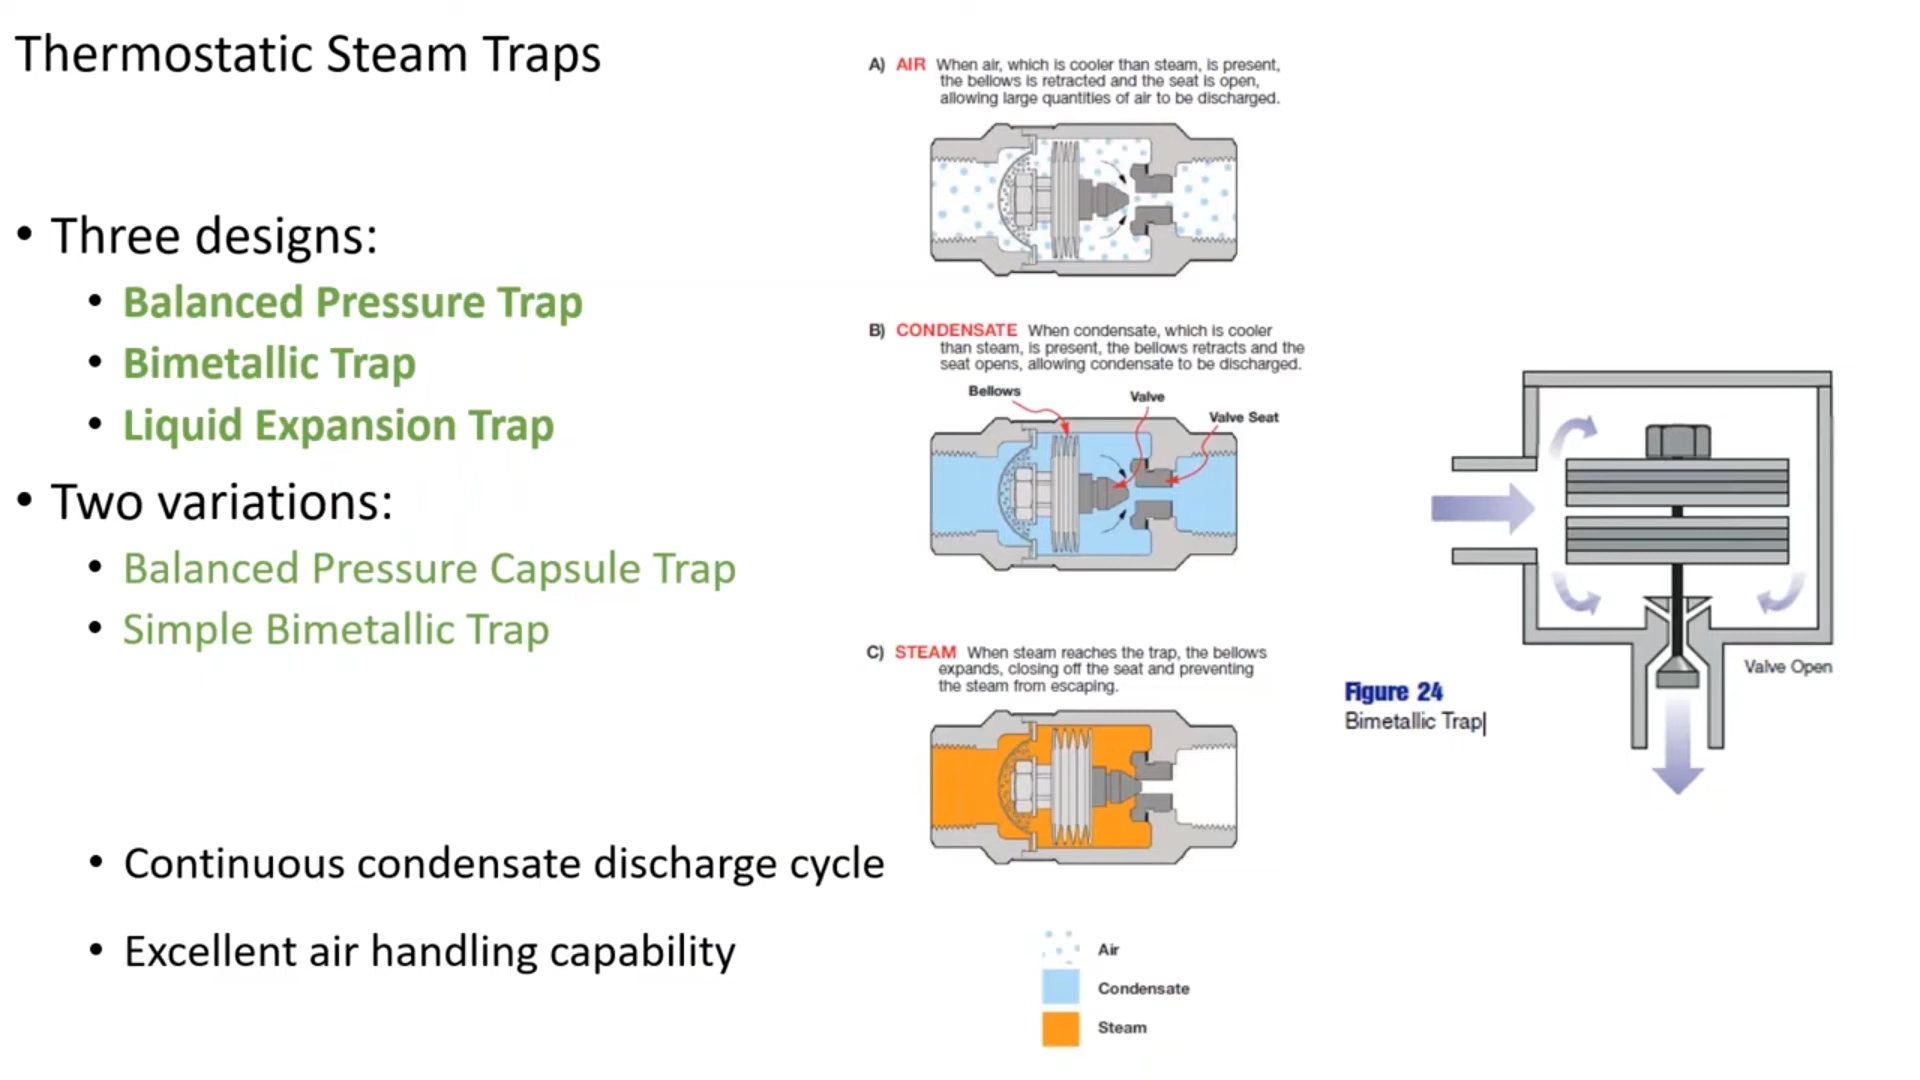 Thermostatic Steam Traps
• Three designs:
• Balanced Pressure Trap
• Bimetallic Trap
• Liquid Expansion Trap
• Two variations:
• Balanced Pressure Capsule Trap
• Simple Bimetallic Trap
• Continuous condensate discharge cycle
• Excellent air handling capability
A) AIR When air, which is cooler than steam, is present,
the bellows is retracted and the seat is open,
allowing large quantities of air to be discharged.
B) CONDENSATE When condensate, which is cooler
than steam, is present, the bellows retracts and the
seat opens, allowing condensate to be discharged.
Bellows
Valve
Valve Seat
C) STEAM When steam reaches the trap, the bellows
expands, closing off the seat and preventing
the steam from escaping.
Air
Condensate
Steam
Valve Open
Figure 24
Bimetallic Trap